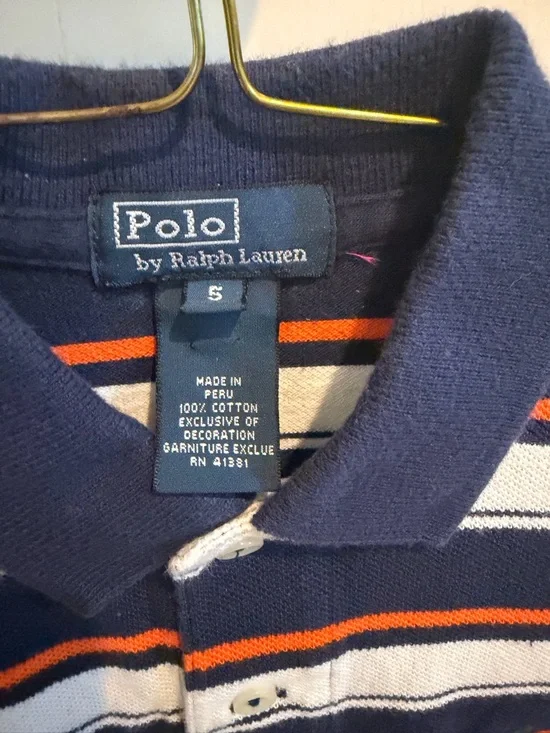 Polo
by Ralph Lauren
5
MADE IN
PERU
100% COTTON
EXCLUSIVE OF
DECORATION
GARNITURE EXCLUE
RN 41381